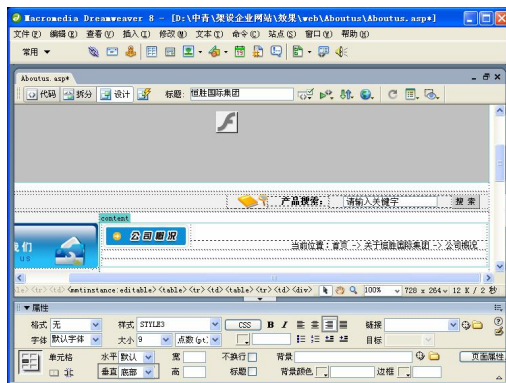 Macromedia Dreamweaver 8 - [D:\中青\架设企业网站\效果\web\Aboutus\Aboutus.asp*]
文件(F) 编辑(E) 查看(V) 插入(I) 修改(M) 文本(T) 命令(C) 站点(S) 窗口(W) 帮助(H)
常用
Aboutus.asp*
代码 拆分 设计 标题: 恒胜国际集团
产品搜索: 请输入关键字 搜 索
content
公司概况
我们
US
当前位置：首页 -> 关于恒胜国际集团 -> 公司概况
<tr> <td> <mmtinstance:editable> <table> <tr> <td> <table> <tr> <td> <div> 100% 728 x 264 12 K / 2 秒
属性
格式 无 样式 STYLE3 CSS B I 链接
字体 默认字体 大小 9 点数(pt) 目标
单元格 水平 默认 宽 不换行 背景 页面属性
垂直 底部 高 标题 背景颜色 边框